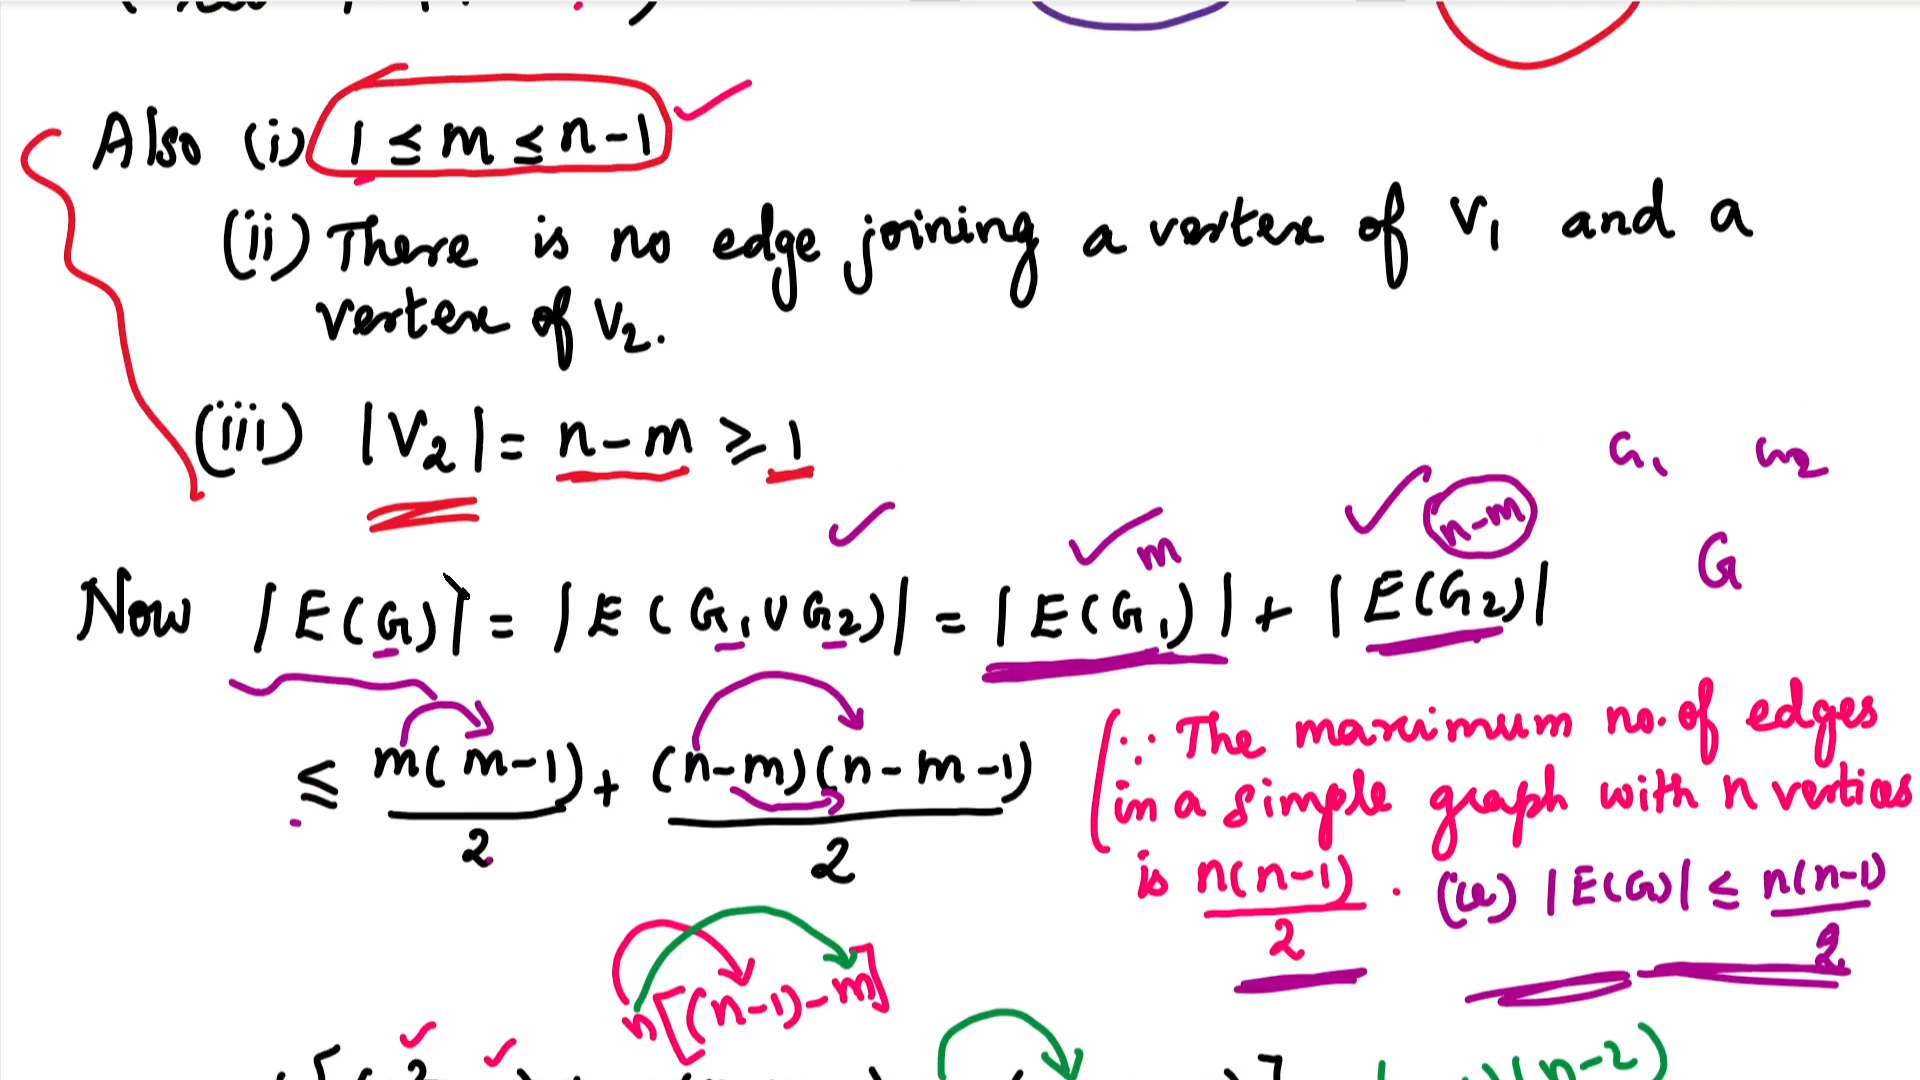 Also (i) 1 ≤ m ≤ n-1
(ii) There is no edge joining a vertex of V₁ and a
vertex of V₂.
(iii) |V₂| = n-m ≥ 1
G₁ G₂
m n-m G
Now |E(G)| = |E(G₁∪G₂)| = |E(G₁)| + |E(G₂)|
≤ m(m-1)/2 + (n-m)(n-m-1)/2
(∵ The maximum no. of edges
in a simple graph with n vertices
is n(n-1)/2 . (ie) |E(G)| ≤ n(n-1)/2
n[(n-1)-m]
(n-2)